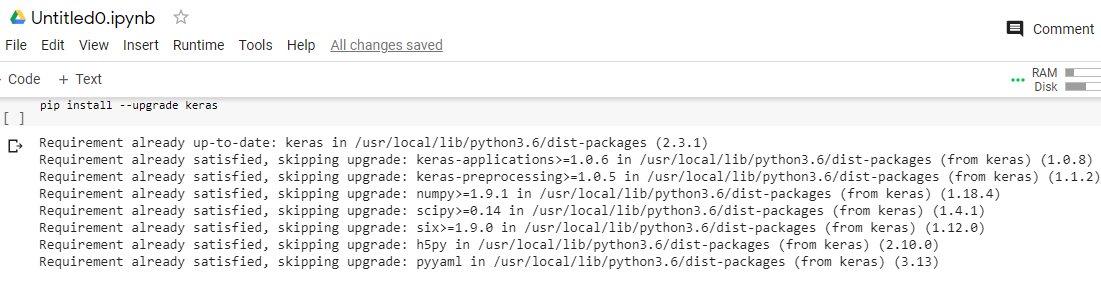 Untitled0.ipynb
Comment
File Edit View Insert Runtime Tools Help All changes saved
Code + Text
RAM
Disk
pip install --upgrade keras
[ ]
Requirement already up-to-date: keras in /usr/local/lib/python3.6/dist-packages (2.3.1)
Requirement already satisfied, skipping upgrade: keras-applications>=1.0.6 in /usr/local/lib/python3.6/dist-packages (from keras) (1.0.8)
Requirement already satisfied, skipping upgrade: keras-preprocessing>=1.0.5 in /usr/local/lib/python3.6/dist-packages (from keras) (1.1.2)
Requirement already satisfied, skipping upgrade: numpy>=1.9.1 in /usr/local/lib/python3.6/dist-packages (from keras) (1.18.4)
Requirement already satisfied, skipping upgrade: scipy>=0.14 in /usr/local/lib/python3.6/dist-packages (from keras) (1.4.1)
Requirement already satisfied, skipping upgrade: six>=1.9.0 in /usr/local/lib/python3.6/dist-packages (from keras) (1.12.0)
Requirement already satisfied, skipping upgrade: h5py in /usr/local/lib/python3.6/dist-packages (from keras) (2.10.0)
Requirement already satisfied, skipping upgrade: pyyaml in /usr/local/lib/python3.6/dist-packages (from keras) (3.13)